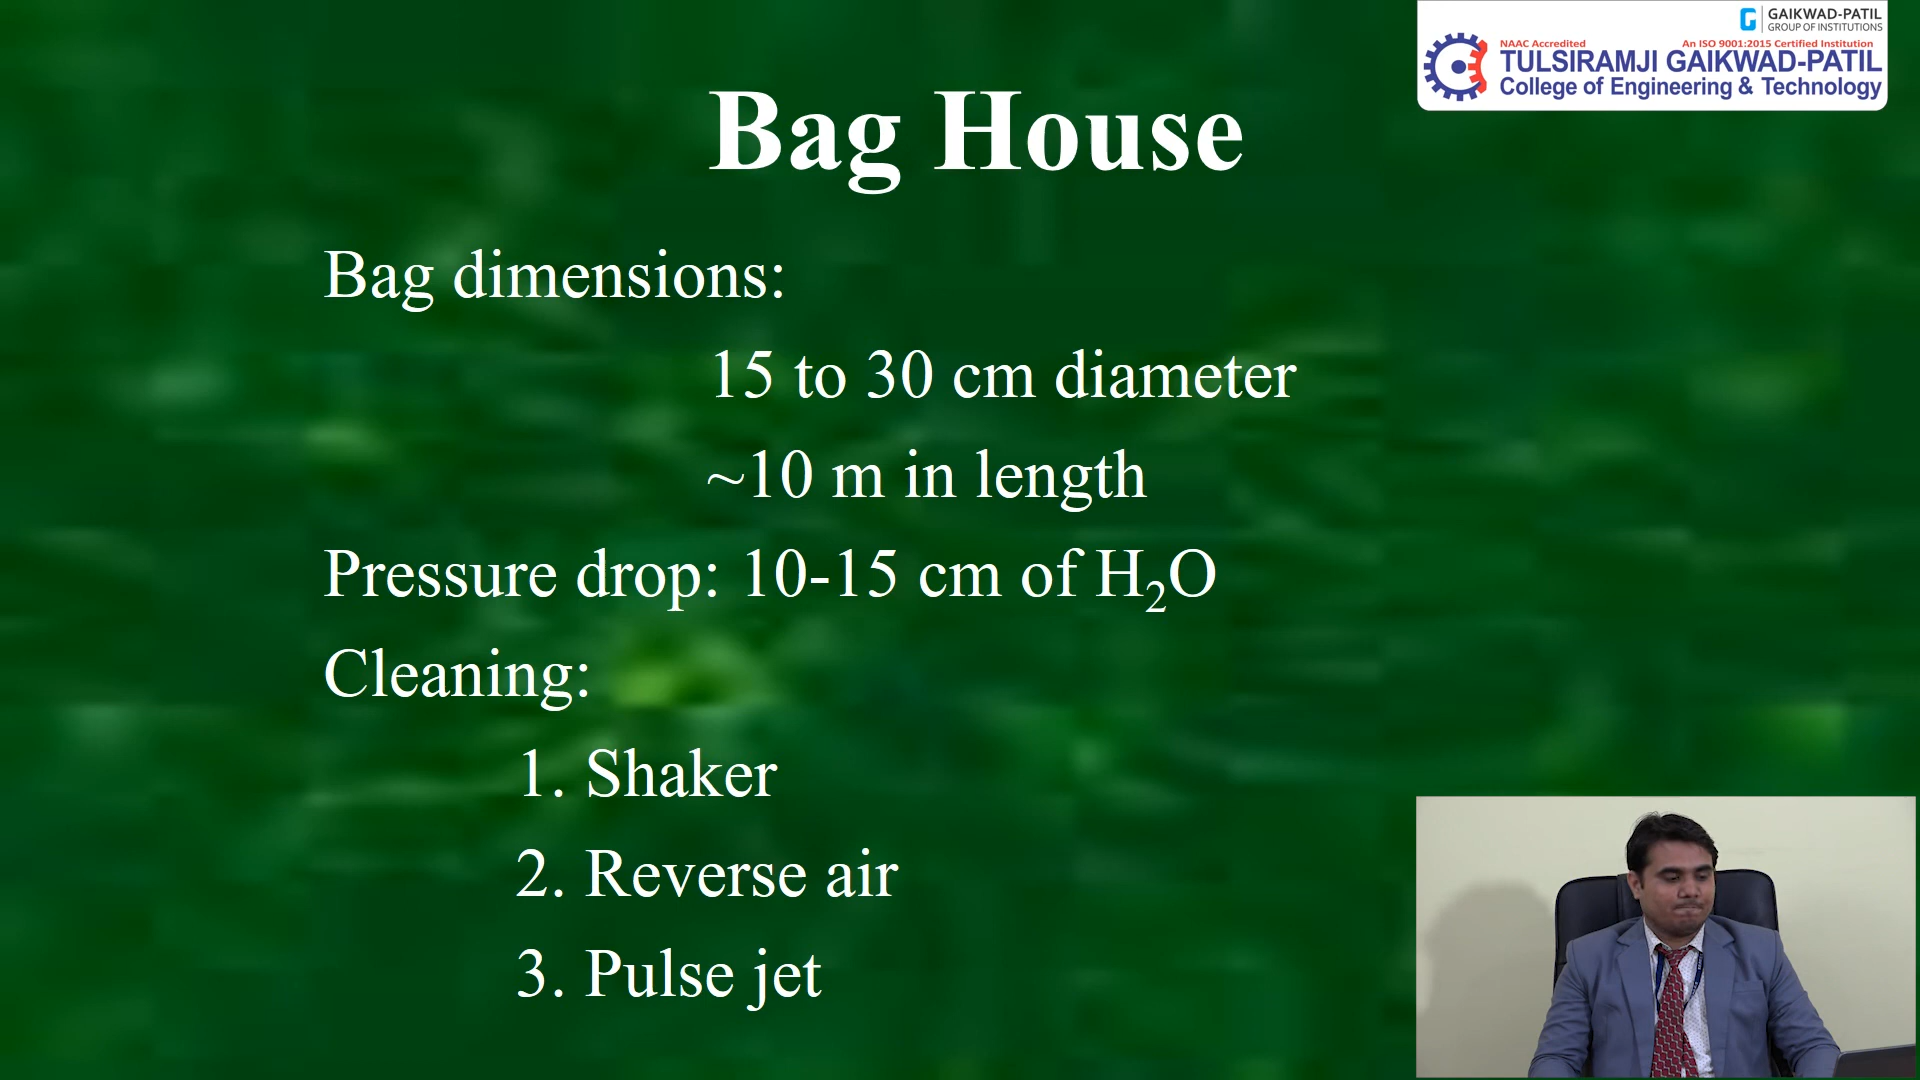 GAIKWAD-PATIL
GROUP OF INSTITUTIONS
NAAC Accredited An ISO 9001:2015 Certified Institution
TULSIRAMJI GAIKWAD-PATIL
College of Engineering & Technology
Bag House
Bag dimensions:
15 to 30 cm diameter
~10 m in length
Pressure drop: 10-15 cm of H₂O
Cleaning:
1. Shaker
2. Reverse air
3. Pulse jet